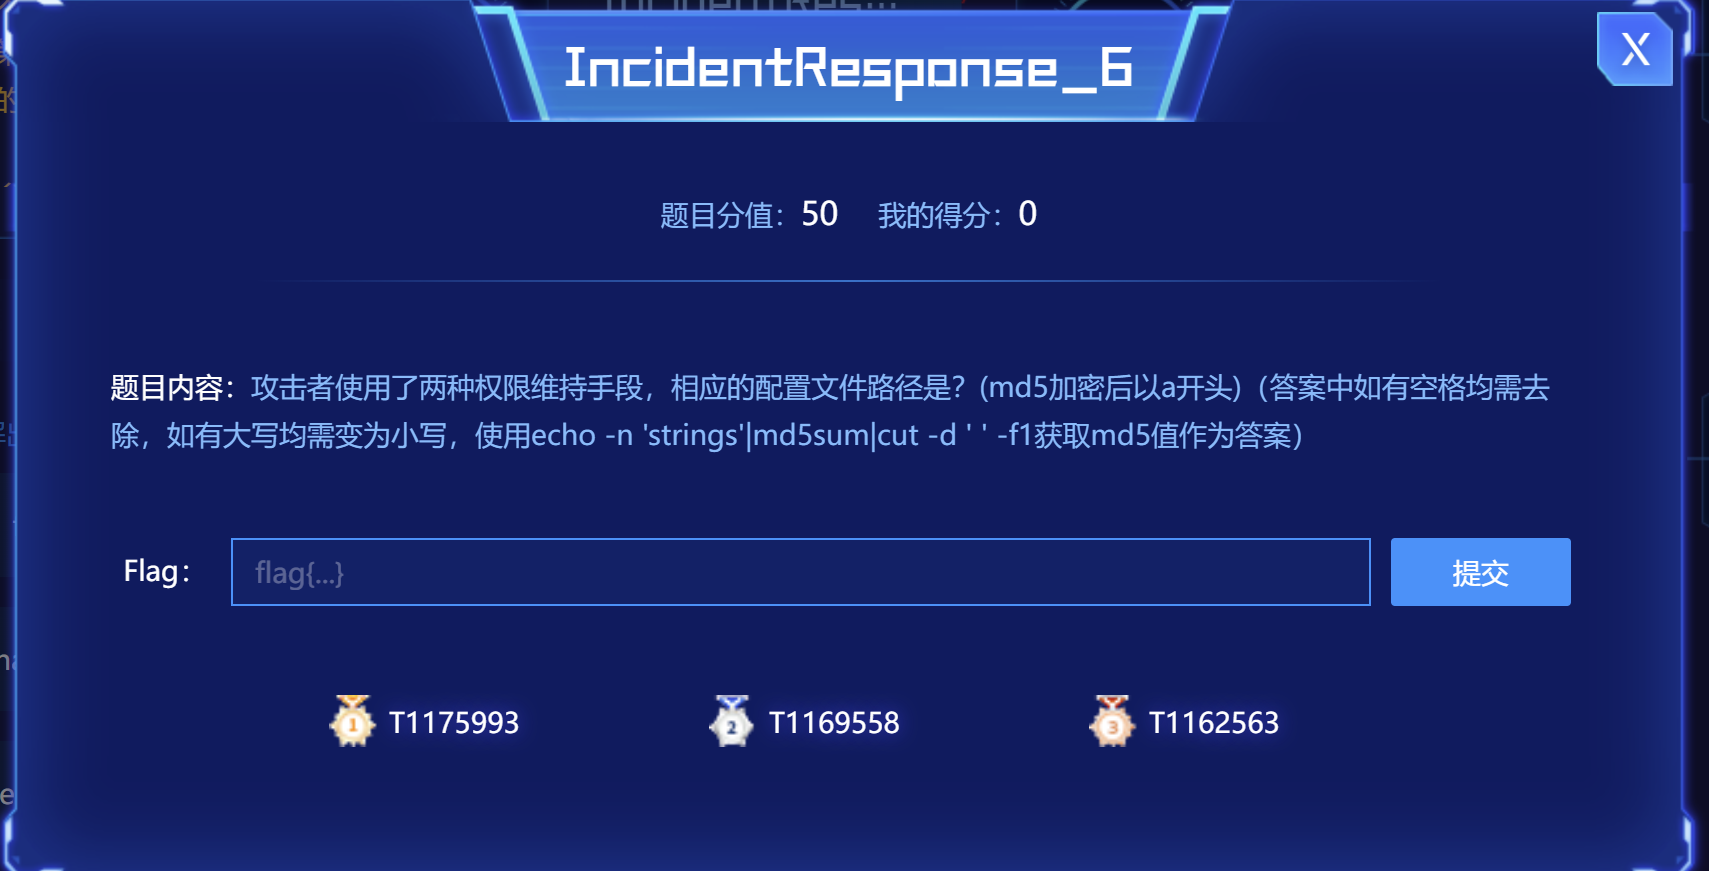 IncidentResponse_6
X
题目分值：50 我的得分：0
题目内容：攻击者使用了两种权限维持手段，相应的配置文件路径是？(md5加密后以a开头)（答案中如有空格均需去
除，如有大写均需变为小写，使用echo -n 'strings'|md5sum|cut -d ' ' -f1获取md5值作为答案）
Flag： flag{...} 提交
1 T1175993 2 T1169558 3 T1162563